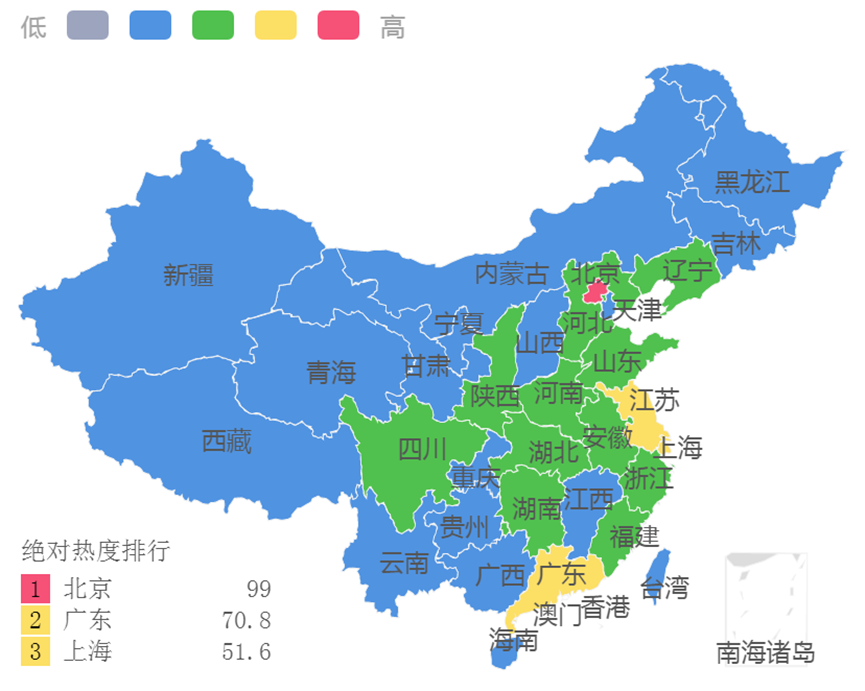 低 高
黑龙江
吉林
新疆
内蒙古
北京
辽宁
天津
宁夏
河北
山西
山东
青海
甘肃
陕西
河南
江苏
西藏
四川
湖北
安徽
上海
重庆
浙江
江西
湖南
贵州
福建
云南
广西
广东
台湾
香港
澳门
海南
南海诸岛
绝对热度排行
1 北京 99
2 广东 70.8
3 上海 51.6